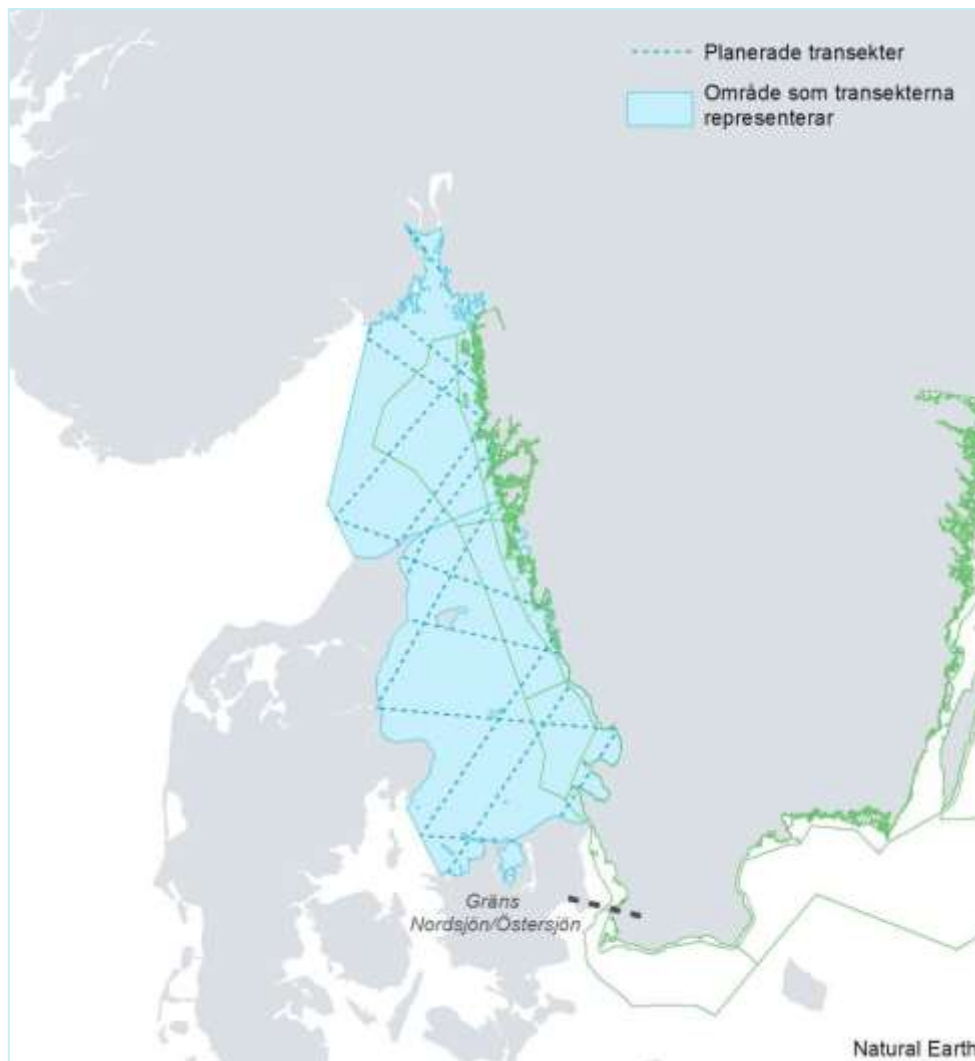 Planerade transekter
Område som transekterna
representerar
Gräns
Nordsjön/Östersjön
Natural Earth